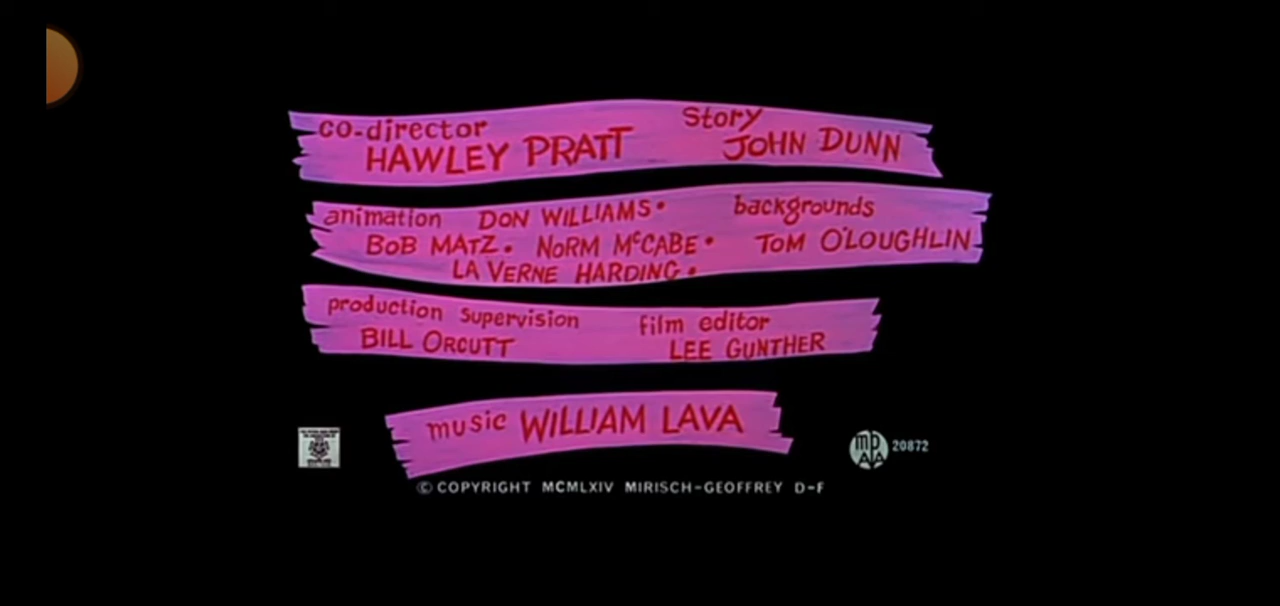 co-director
HAWLEY PRATT
Story
JOHN DUNN
animation DON WILLIAMS•
BOB MATZ• NORM McCABE•
LA VERNE HARDING•
backgrounds
TOM O'LOUGHLIN
production supervision
BILL ORCUTT
film editor
LEE GUNTHER
music WILLIAM LAVA
mpaa 20872
© COPYRIGHT MCMLXIV MIRISCH-GEOFFREY D-F